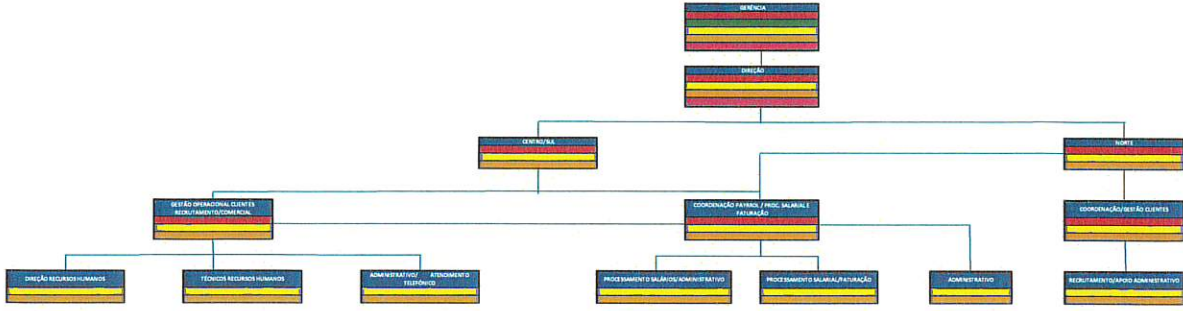 GERÊNCIA
DIREÇÃO
CENTRO/SUL
NORTE
GESTÃO OPERACIONAL CLIENTES
RECRUTAMENTO/COMERCIAL
COORDENAÇÃO PAYROL / PROC. SALARIAL E
FATURAÇÃO
COORDENAÇÃO/GESTÃO CLIENTES
DIREÇÃO RECURSOS HUMANOS
TÉCNICOS RECURSOS HUMANOS
ADMINISTRATIVO/ ATENDIMENTO
TELEFÓNICO
PROCESSAMENTO SALÁRIOS/ADMINISTRATIVO
PROCESSAMENTO SALARIAL/FATURAÇÃO
ADMINISTRATIVO
RECRUTAMENTO/APOIO ADMINISTRATIVO